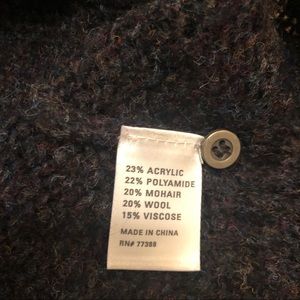 23% ACRYLIC
22% POLYAMIDE
20% MOHAIR
20% WOOL
15% VISCOSE
MADE IN CHINA
RN# 77388